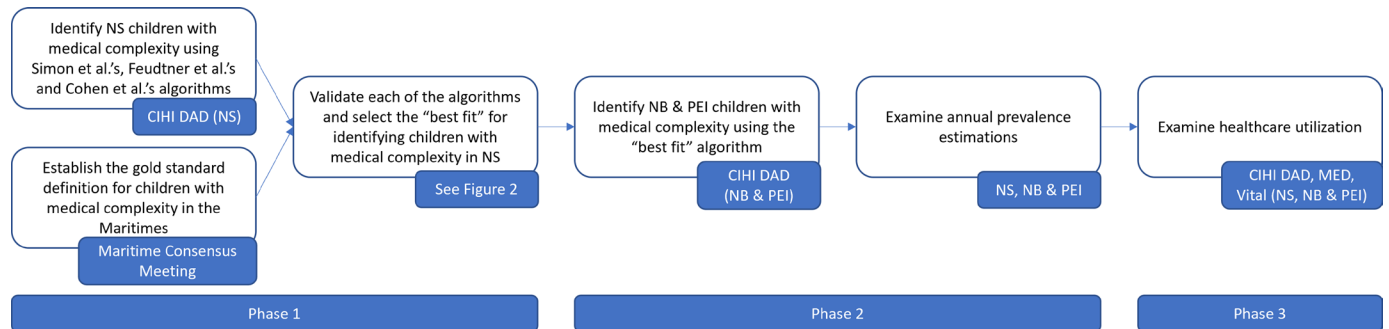 Identify NS children with
medical complexity using
Simon et al.'s, Feudtner et al.'s
and Cohen et al.'s algorithms
CIHI DAD (NS)
Establish the gold standard
definition for children with
medical complexity in the
Maritimes
Maritime Consensus
Meeting
Validate each of the algorithms
and select the “best fit” for
identifying children with
medical complexity in NS
See Figure 2
Identify NB & PEI children with
medical complexity using the
“best fit” algorithm
CIHI DAD
(NB & PEI)
Examine annual prevalence
estimations
NS, NB & PEI
Examine healthcare utilization
CIHI DAD, MED,
Vital (NS, NB & PEI)
Phase 1
Phase 2
Phase 3